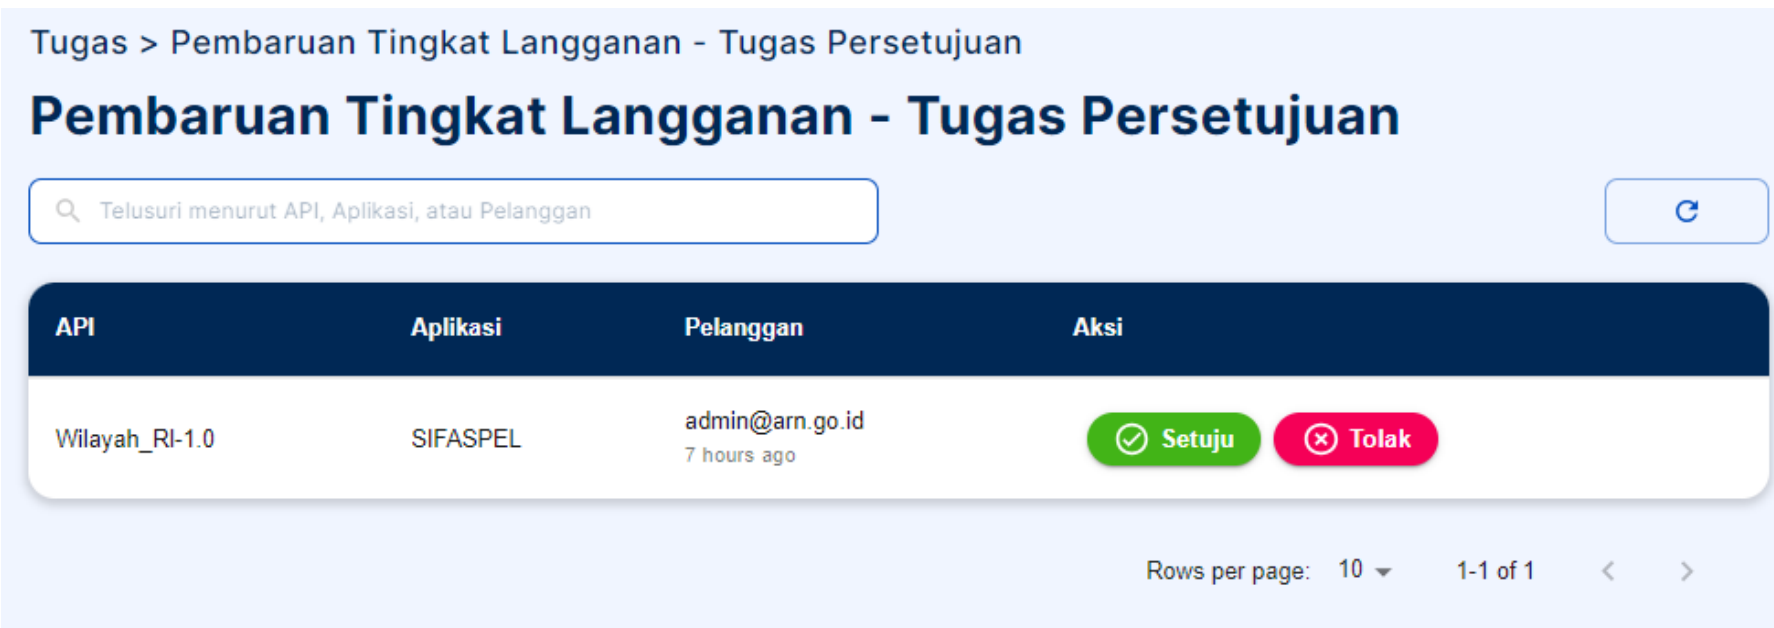 Tugas > Pembaruan Tingkat Langganan - Tugas Persetujuan
Pembaruan Tingkat Langganan - Tugas Persetujuan
Telusuri menurut API, Aplikasi, atau Pelanggan
API Aplikasi Pelanggan Aksi
Wilayah_RI-1.0 SIFASPEL admin@arn.go.id Setuju Tolak
7 hours ago
Rows per page: 10 1-1 of 1